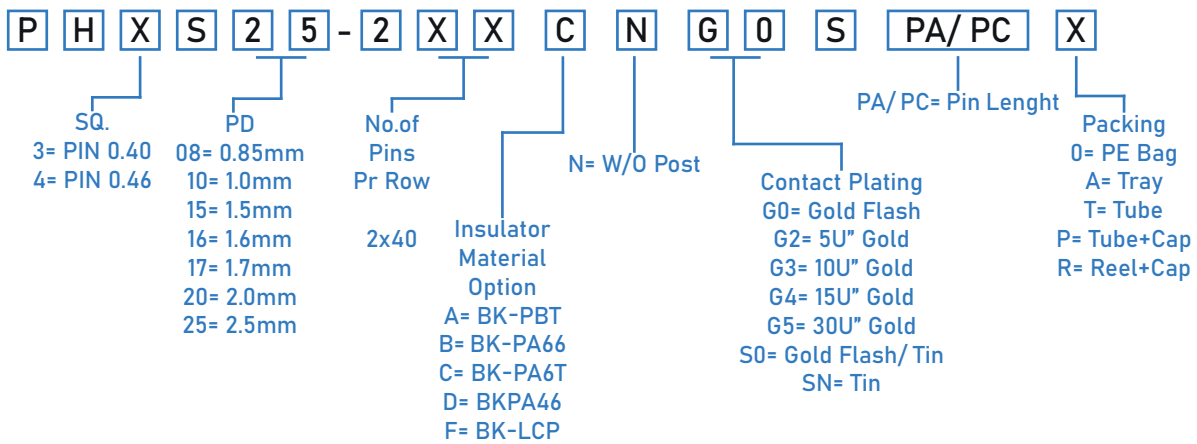 P H X S 2 5 - 2 X X C N G 0 S PA/ PC X
SQ.
3= PIN 0.40
4= PIN 0.46
PD
08= 0.85mm
10= 1.0mm
15= 1.5mm
16= 1.6mm
17= 1.7mm
20= 2.0mm
25= 2.5mm
No.of
Pins
Pr Row
2x40
Insulator
Material
Option
A= BK-PBT
B= BK-PA66
C= BK-PA6T
D= BKPA46
F= BK-LCP
N= W/O Post
Contact Plating
G0= Gold Flash
G2= 5U" Gold
G3= 10U" Gold
G4= 15U" Gold
G5= 30U" Gold
S0= Gold Flash/ Tin
SN= Tin
PA/ PC= Pin Lenght
Packing
0= PE Bag
A= Tray
T= Tube
P= Tube+Cap
R= Reel+Cap